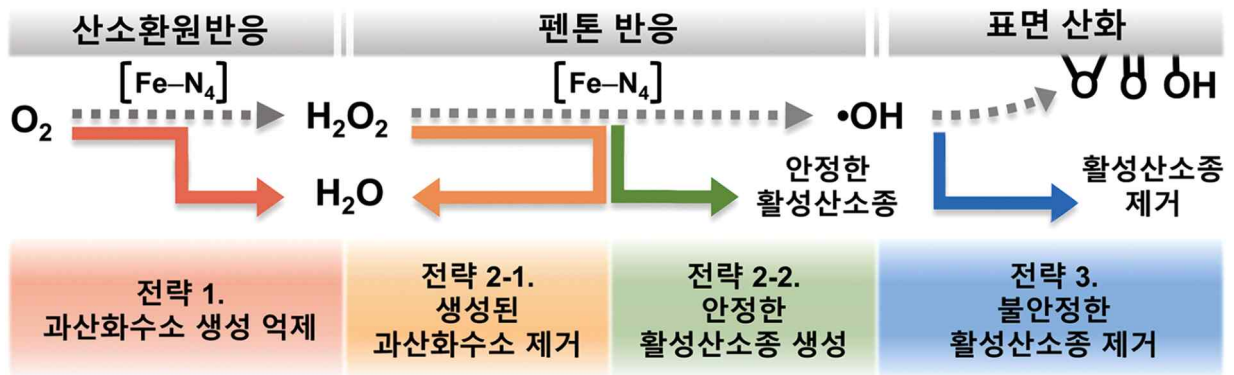 산소환원반응
펜톤 반응
표면 산화
[Fe–N₄]
[Fe–N₄]
O O OH
O₂
H₂O₂
•OH
H₂O
안정한
활성산소종
활성산소종
제거
전략 1.
과산화수소 생성 억제
전략 2-1.
생성된
과산화수소 제거
전략 2-2.
안정한
활성산소종 생성
전략 3.
불안정한
활성산소종 제거